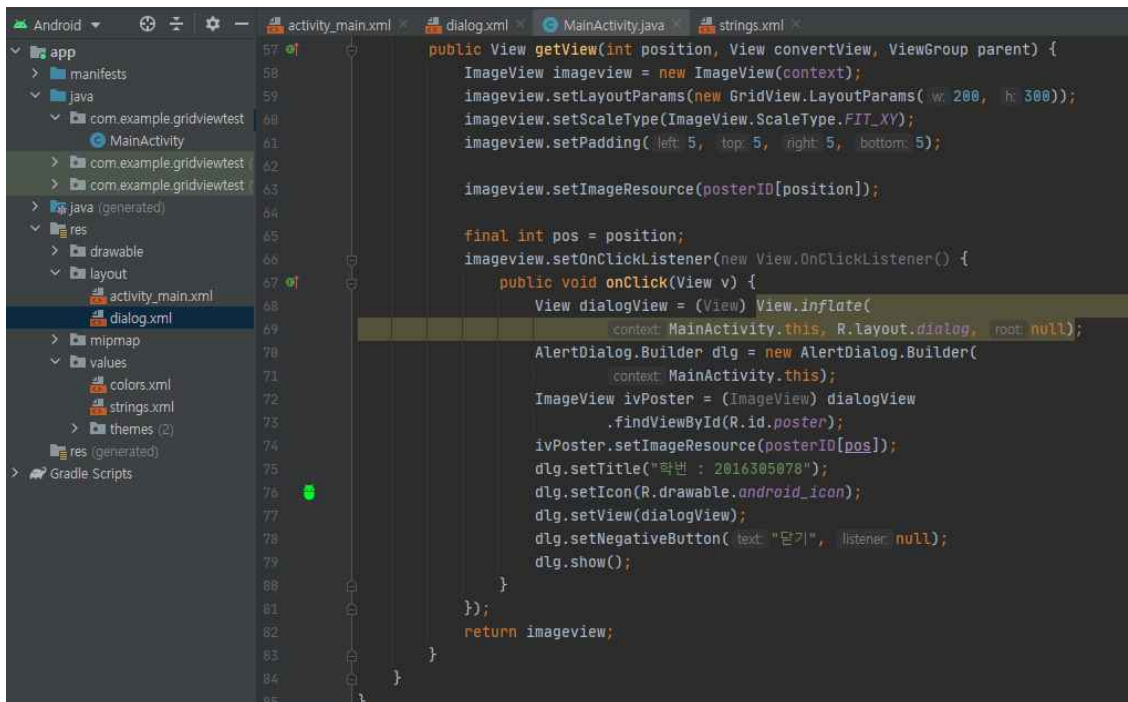 Android
app
manifests
java
com.example.gridviewtest
MainActivity
com.example.gridviewtest
com.example.gridviewtest
java (generated)
res
drawable
layout
activity_main.xml
dialog.xml
mipmap
values
colors.xml
strings.xml
themes (2)
res (generated)
Gradle Scripts
activity_main.xml
dialog.xml
MainActivity.java
strings.xml
57 public View getView(int position, View convertView, ViewGroup parent) {
58 ImageView imageview = new ImageView(context);
59 imageview.setLayoutParams(new GridView.LayoutParams( w: 200, h: 300));
60 imageview.setScaleType(ImageView.ScaleType.FIT_XY);
61 imageview.setPadding( left: 5, top: 5, right: 5, bottom: 5);
62
63 imageview.setImageResource(posterID[position]);
64
65 final int pos = position;
66 imageview.setOnClickListener(new View.OnClickListener() {
67 public void onClick(View v) {
68 View dialogView = (View) View.inflate(
69 context: MainActivity.this, R.layout.dialog, root: null);
70 AlertDialog.Builder dlg = new AlertDialog.Builder(
71 context: MainActivity.this);
72 ImageView ivPoster = (ImageView) dialogView
73 .findViewById(R.id.poster);
74 ivPoster.setImageResource(posterID[pos]);
75 dlg.setTitle("학번 : 2016305078");
76 dlg.setIcon(R.drawable.android_icon);
77 dlg.setView(dialogView);
78 dlg.setNegativeButton( text: "닫기", listener: null);
79 dlg.show();
80 }
81 });
82 return imageview;
83 }
84 }
85 }